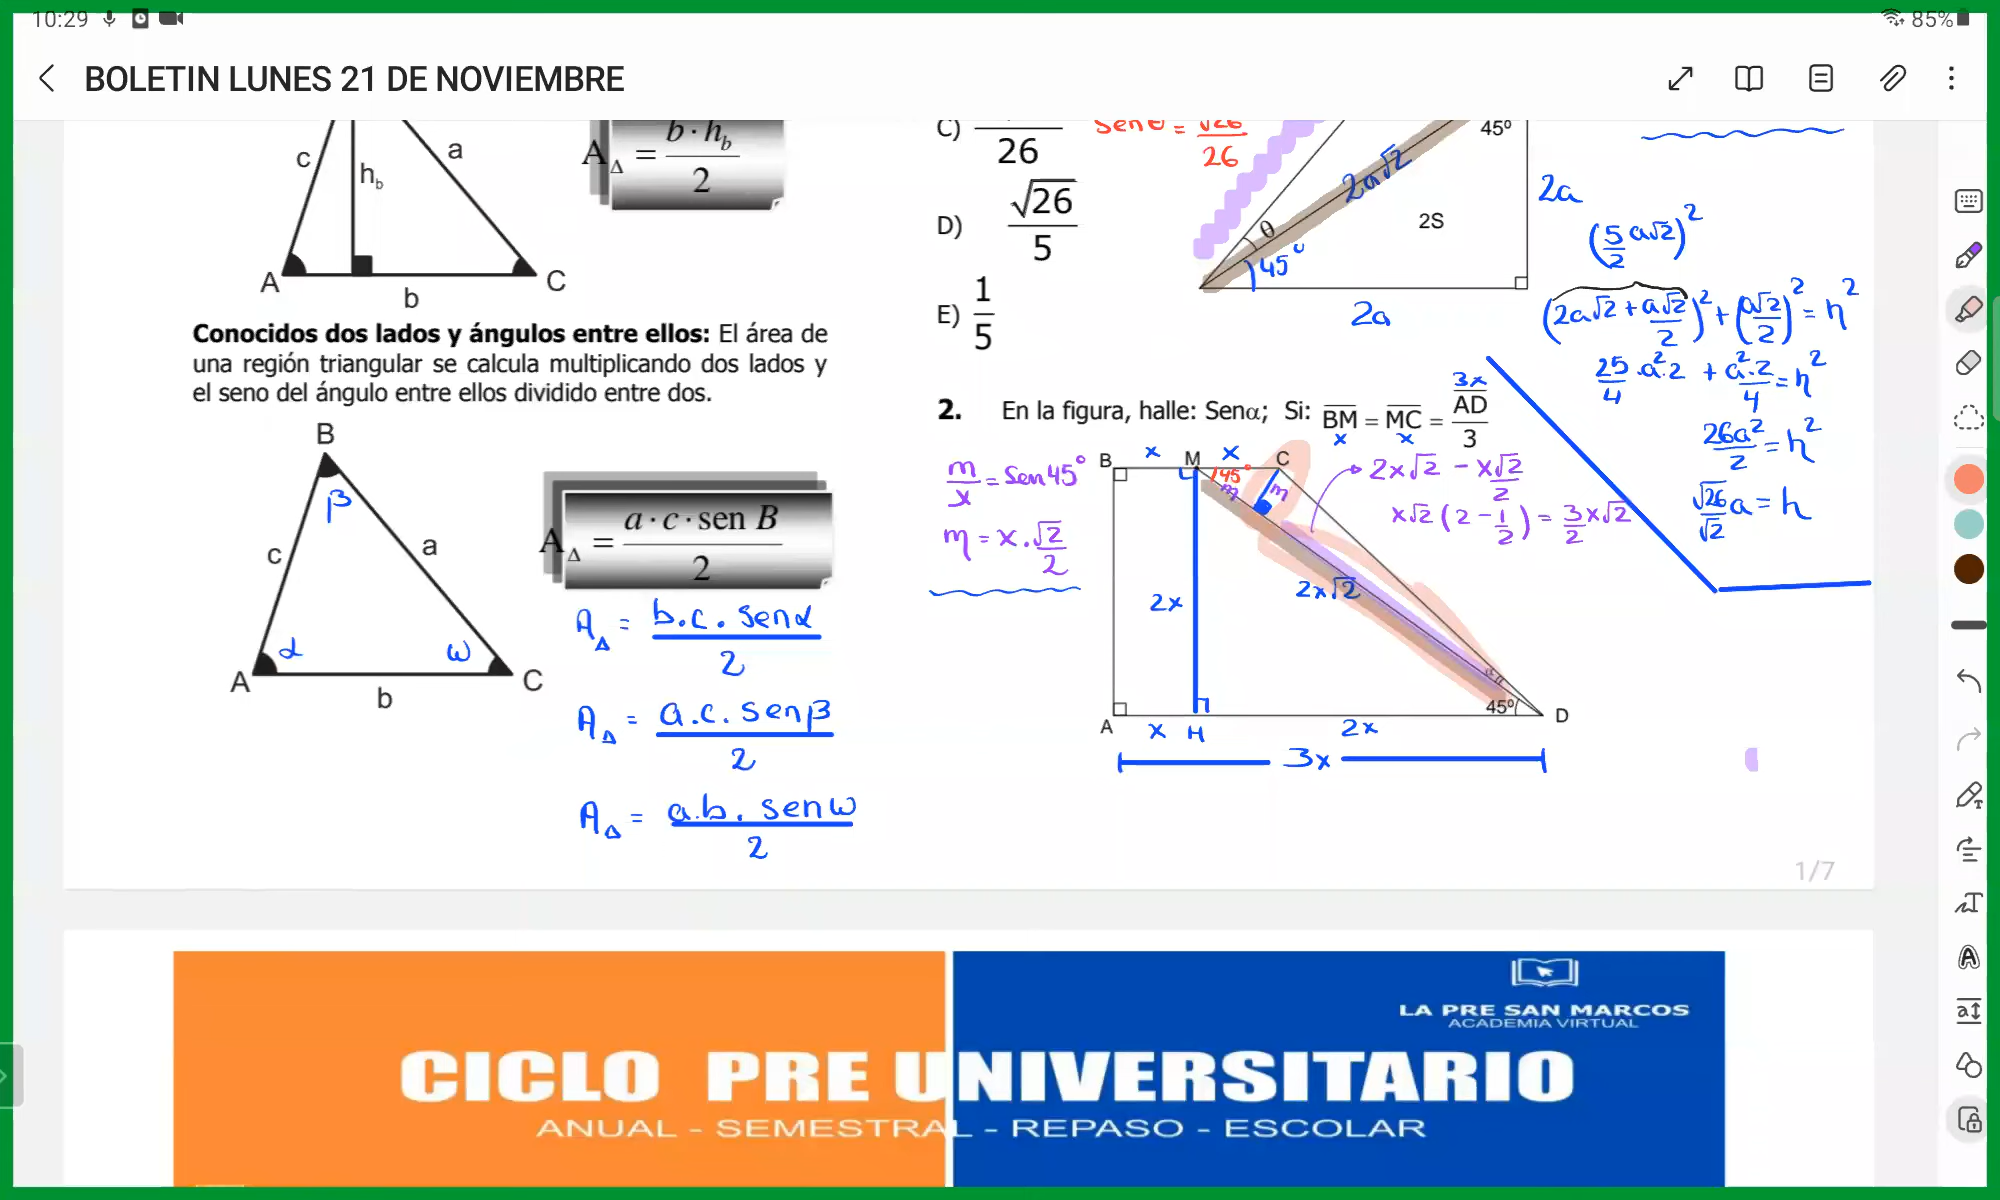 10:29
85%
BOLETIN LUNES 21 DE NOVIEMBRE
c
h_b
a
A
b
C
A_Δ = b · h_b / 2
Conocidos dos lados y ángulos entre ellos: El área de
una región triangular se calcula multiplicando dos lados y
el seno del ángulo entre ellos dividido entre dos.
B
β
c
a
α
ω
A
b
C
A_Δ = a · c · sen B / 2
A_Δ = b.c. senα / 2
A_Δ = a.c. senβ / 2
A_Δ = a.b. senω / 2
C) 26
senθ = √26 / 26
D) √26 / 5
E) 1 / 5
45º
2a√2
2a
2S
θ
45°
2a
(5/2 a√2)²
(2a√2 + a√2/2)² + (a√2/2)² = h²
25/4 · a² · 2 + a² · 2/4 = h²
26a²/2 = h²
√26/√2 a = h
3x
2. En la figura, halle: Senα; Si: BM = MC = AD/3
x x
m/x = Sen45°
m = x . √2/2
B x M x C
45°
m m
2x√2 - x√2/2
x√2 (2 - 1/2) = 3/2 x√2
2x
2x√2
α
45º
A x H 2x D
3x
1/7
LA PRE SAN MARCOS
ACADEMIA VIRTUAL
CICLO PRE UNIVERSITARIO
ANUAL - SEMESTRAL - REPASO - ESCOLAR